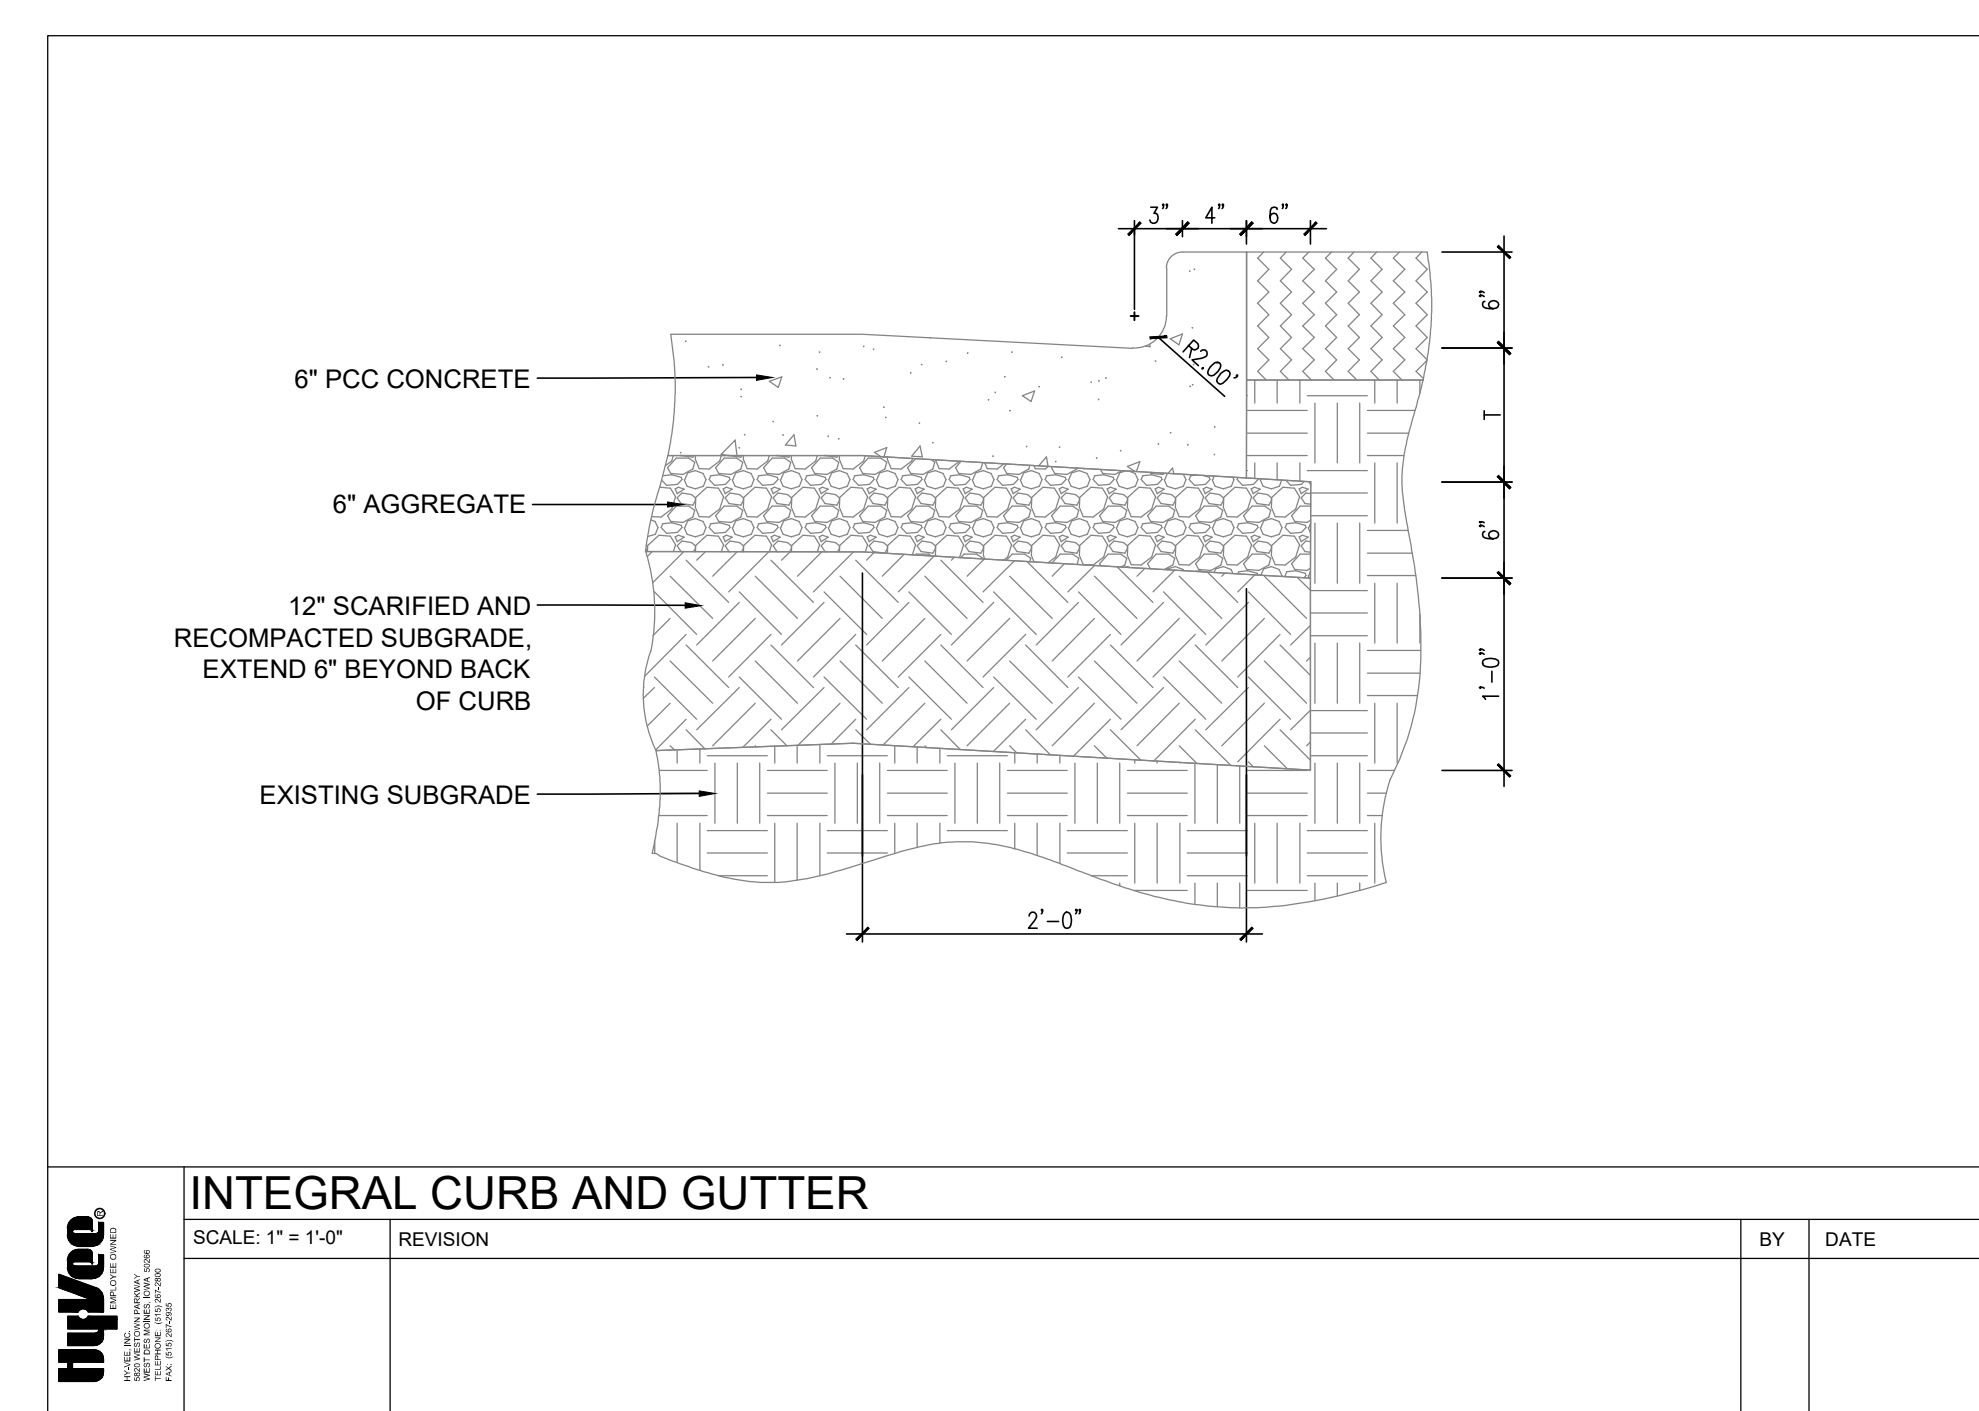 3” 4” 6”
6”
R2.00’
6" PCC CONCRETE
T
6" AGGREGATE
6”
12" SCARIFIED AND
RECOMPACTED SUBGRADE,
EXTEND 6" BEYOND BACK
OF CURB
1’-0”
EXISTING SUBGRADE
2’-0”
INTEGRAL CURB AND GUTTER
SCALE: 1" = 1'-0"
REVISION
BY
DATE
HyVee®
EMPLOYEE OWNED
HY-VEE, INC.
5820 WESTOWN PARKWAY
WEST DES MOINES, IOWA 50266
TELEPHONE: (515) 267-2800
FAX: (515) 267-2935